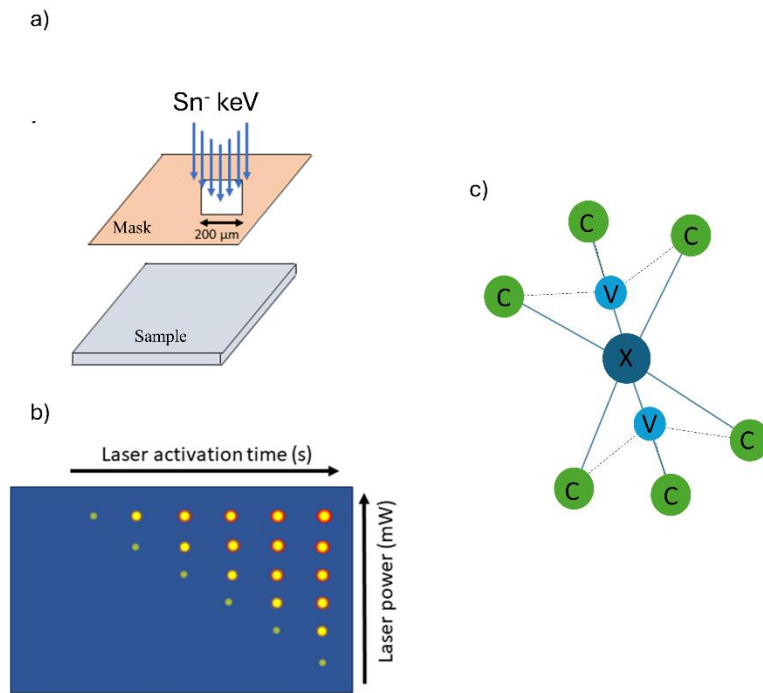 a)
Sn⁻ keV
Mask
200 µm
Sample
b)
Laser activation time (s)
Laser power (mW)
c)
C
C
C
V
X
V
C
C
C